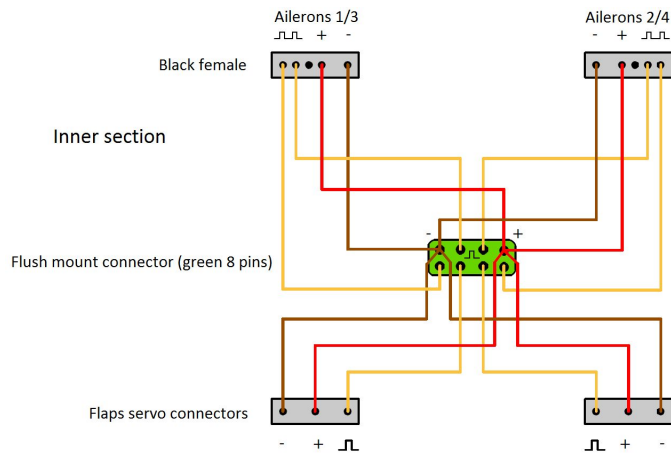 Ailerons 1/3
Ailerons 2/4
+ -
- +
Black female
Inner section
- +
Flush mount connector (green 8 pins)
Flaps servo connectors
- +
+ -